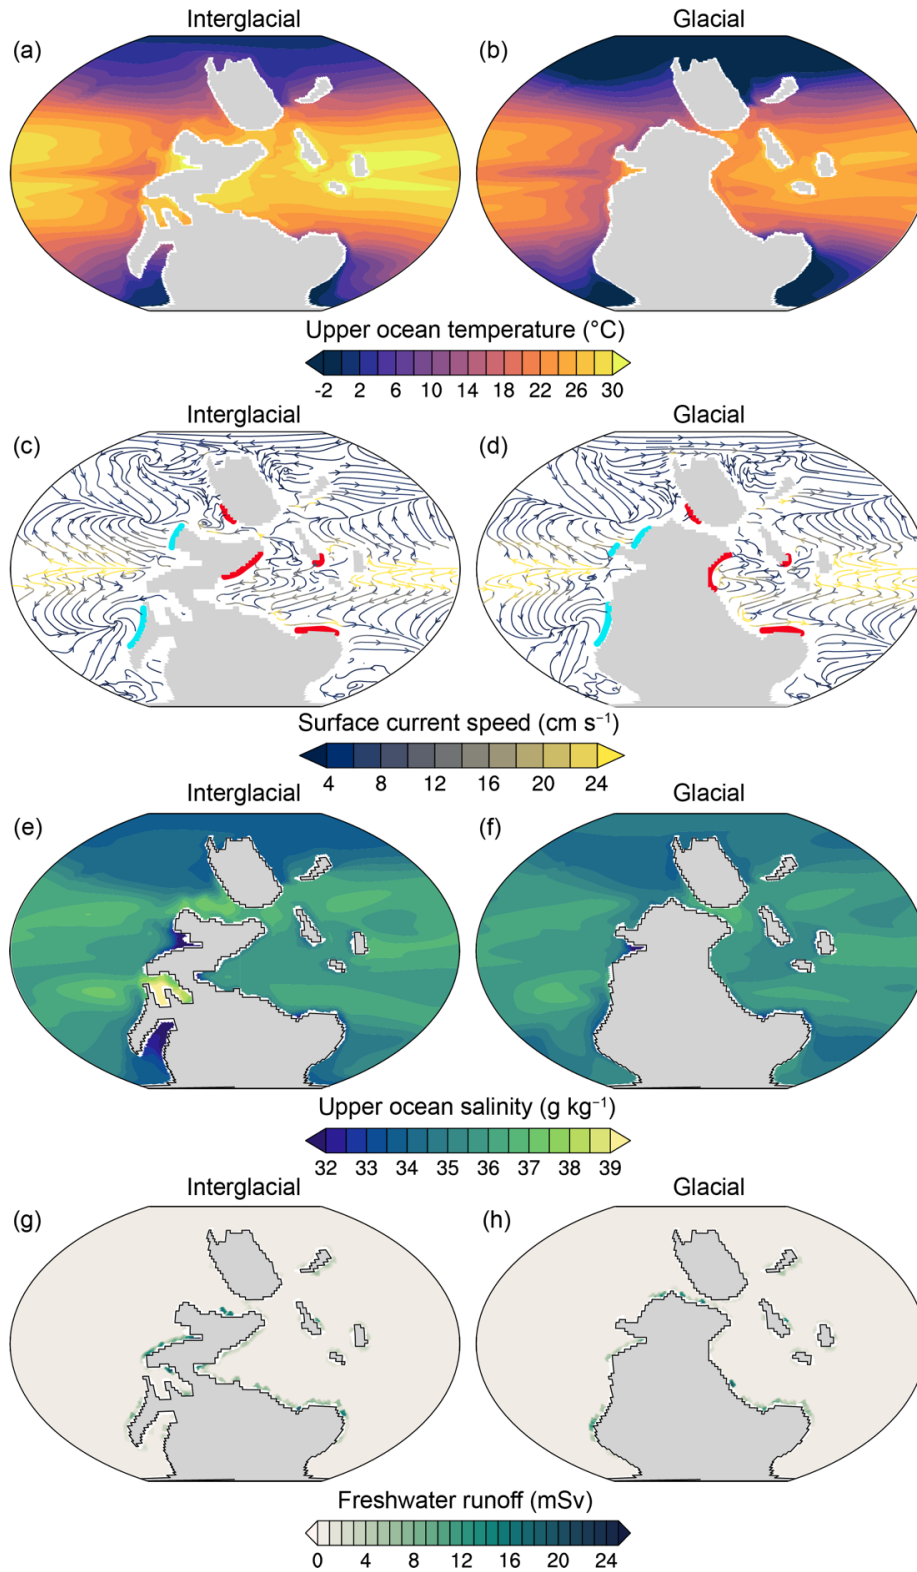 Interglacial Glacial
(a) (b)
Upper ocean temperature (°C)
-2 2 6 10 14 18 22 26 30
Interglacial Glacial
(c) (d)
Surface current speed (cm s⁻¹)
4 8 12 16 20 24
Interglacial Glacial
(e) (f)
Upper ocean salinity (g kg⁻¹)
32 33 34 35 36 37 38 39
Interglacial Glacial
(g) (h)
Freshwater runoff (mSv)
0 4 8 12 16 20 24